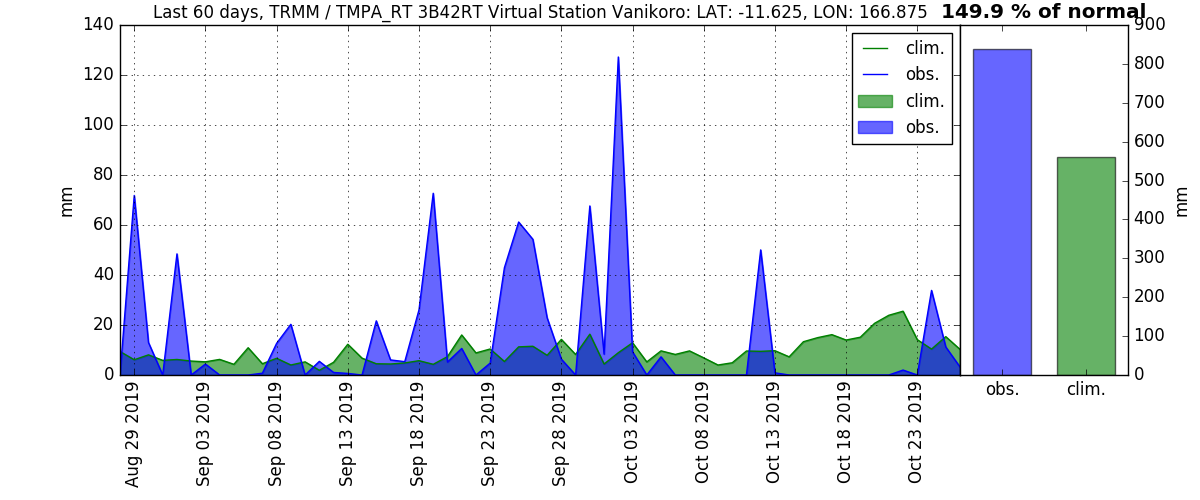 Last 60 days, TRMM / TMPA_RT 3B42RT Virtual Station Vanikoro: LAT: -11.625, LON: 166.875 149.9 % of normal
140
120
100
80
60
40
20
0
mm
clim.
obs.
clim.
obs.
900
800
700
600
500
400
300
200
100
0
mm
obs. clim.
Aug 29 2019
Sep 03 2019
Sep 08 2019
Sep 13 2019
Sep 18 2019
Sep 23 2019
Sep 28 2019
Oct 03 2019
Oct 08 2019
Oct 13 2019
Oct 18 2019
Oct 23 2019